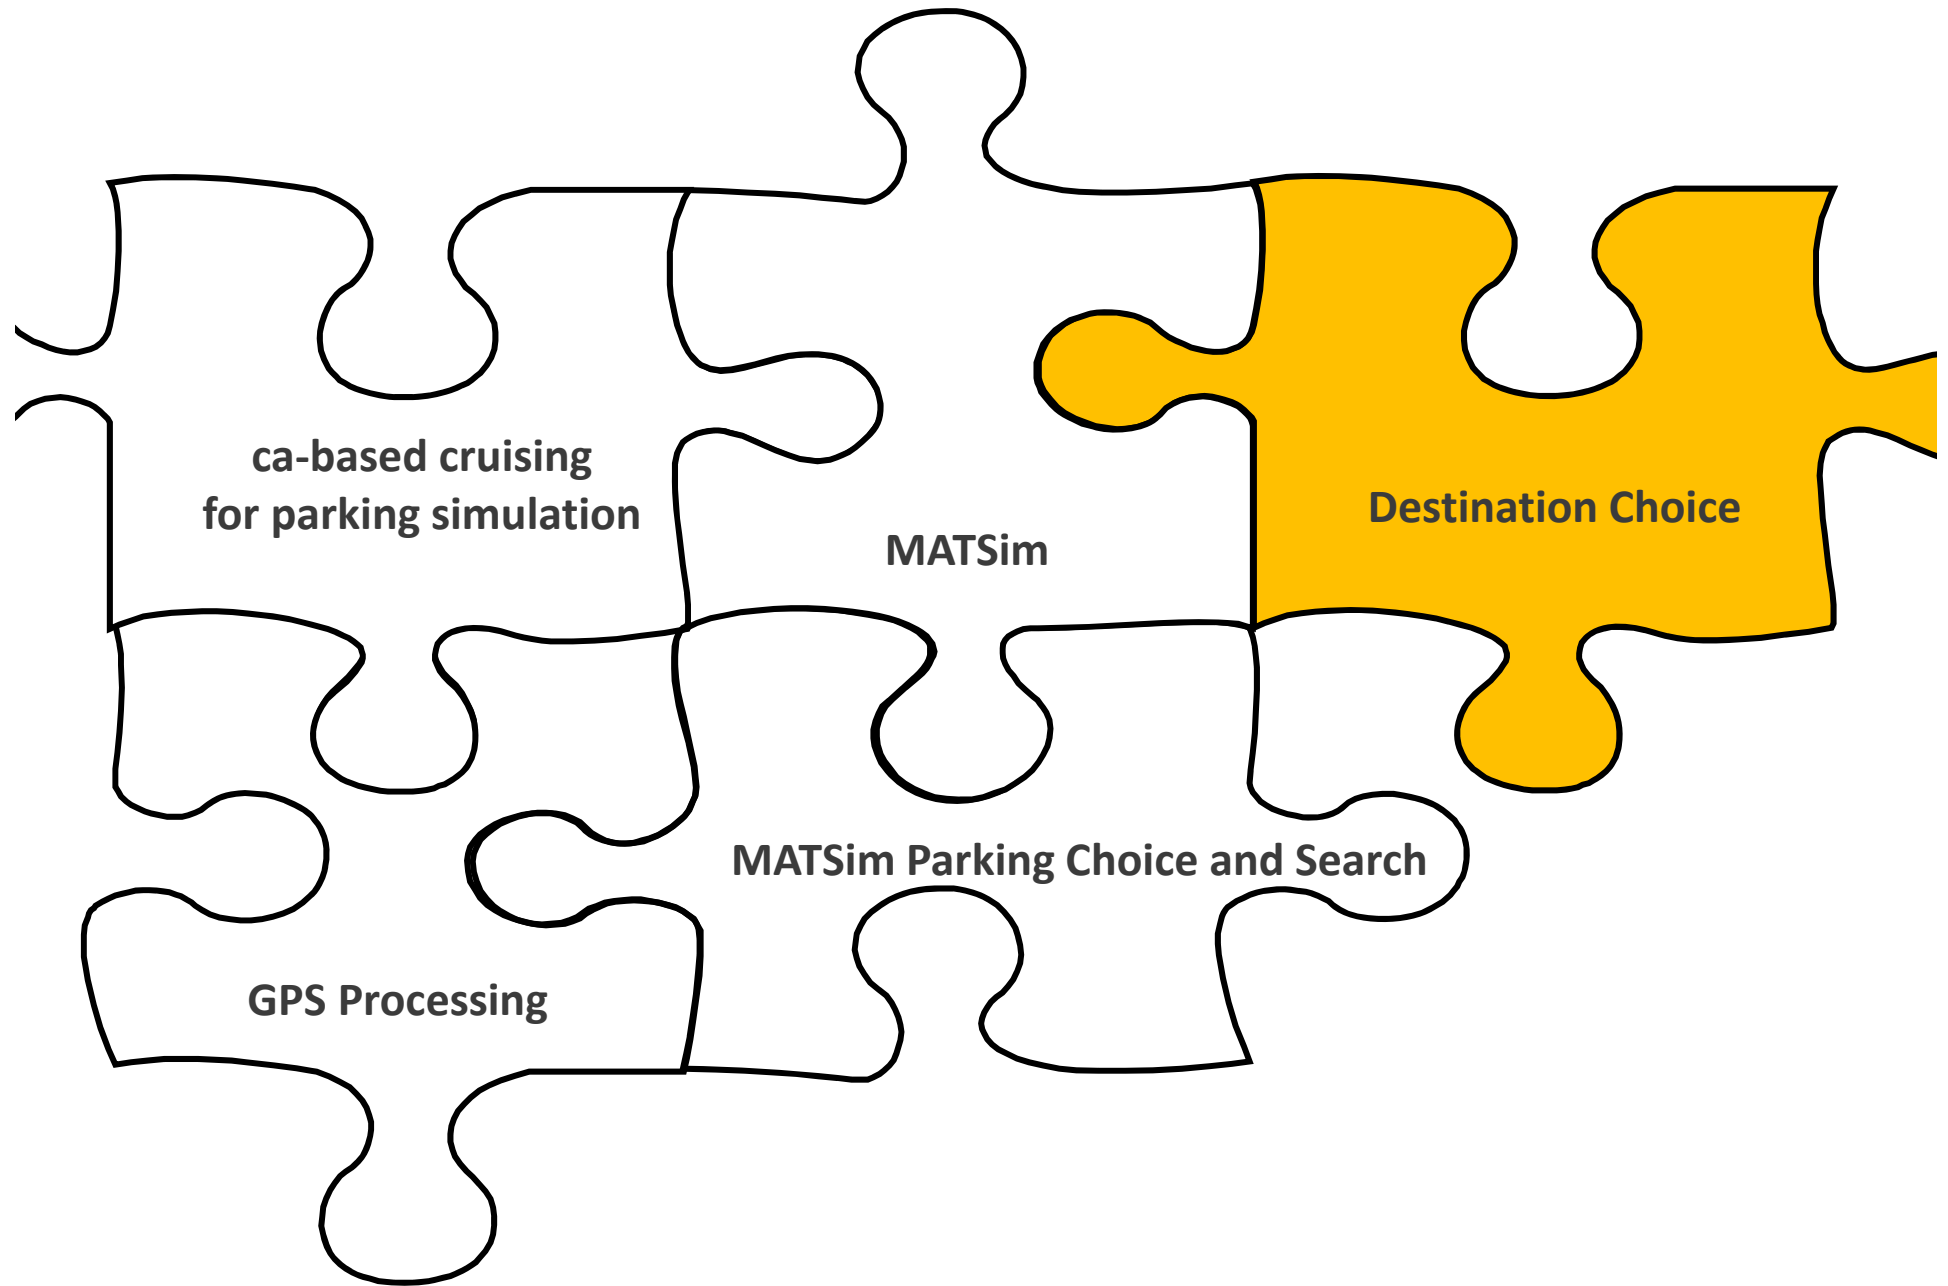 ca-based cruising
for parking simulation
MATSim
Destination Choice
MATSim Parking Choice and Search
GPS Processing